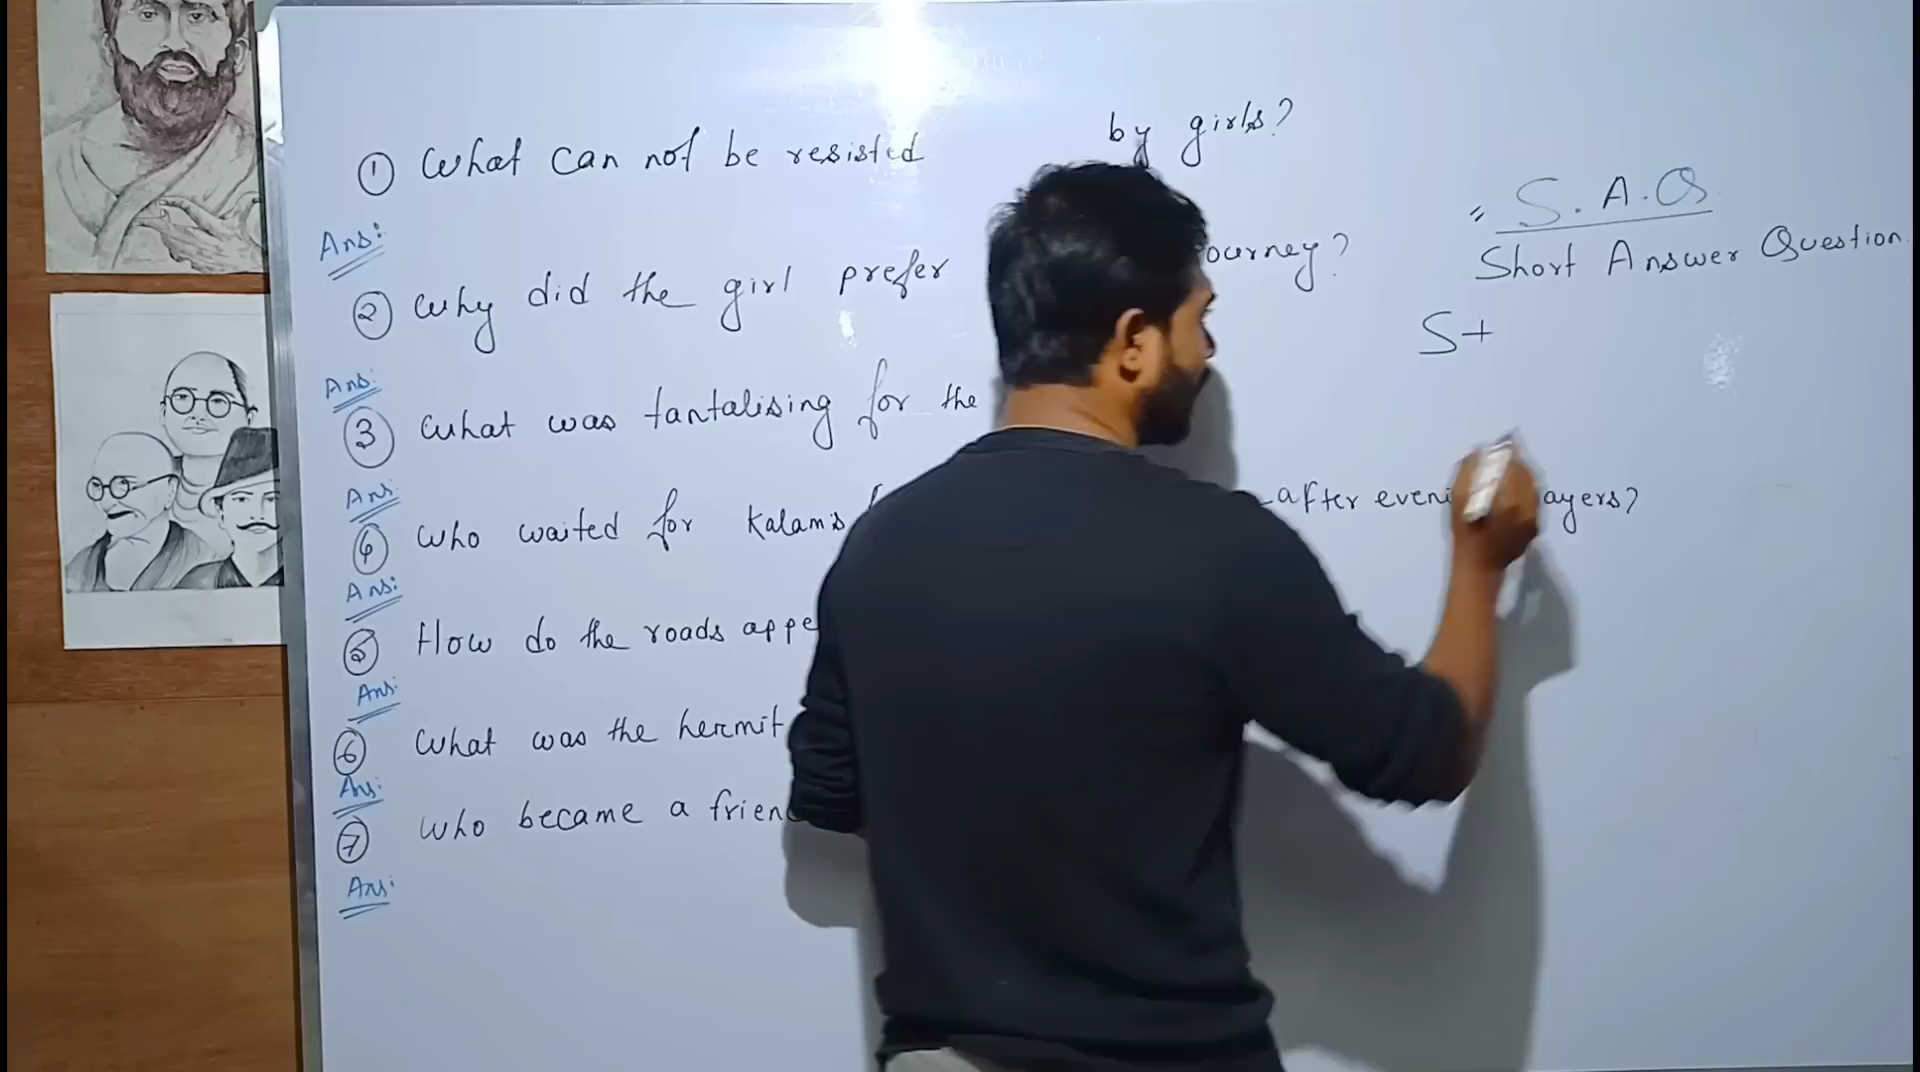 ① What can not be resisted by girls?
Ans:
② Why did the girl prefer ourney?
Ans:
③ What was tantalising for the
Ans:
④ Who waited for Kalam's after eveni ayers?
Ans:
⑤ How do the roads appe
Ans:
⑥ What was the hermit
Ans:
⑦ Who became a frien
Ans:
S.A.Q
Short Answer Question
S+